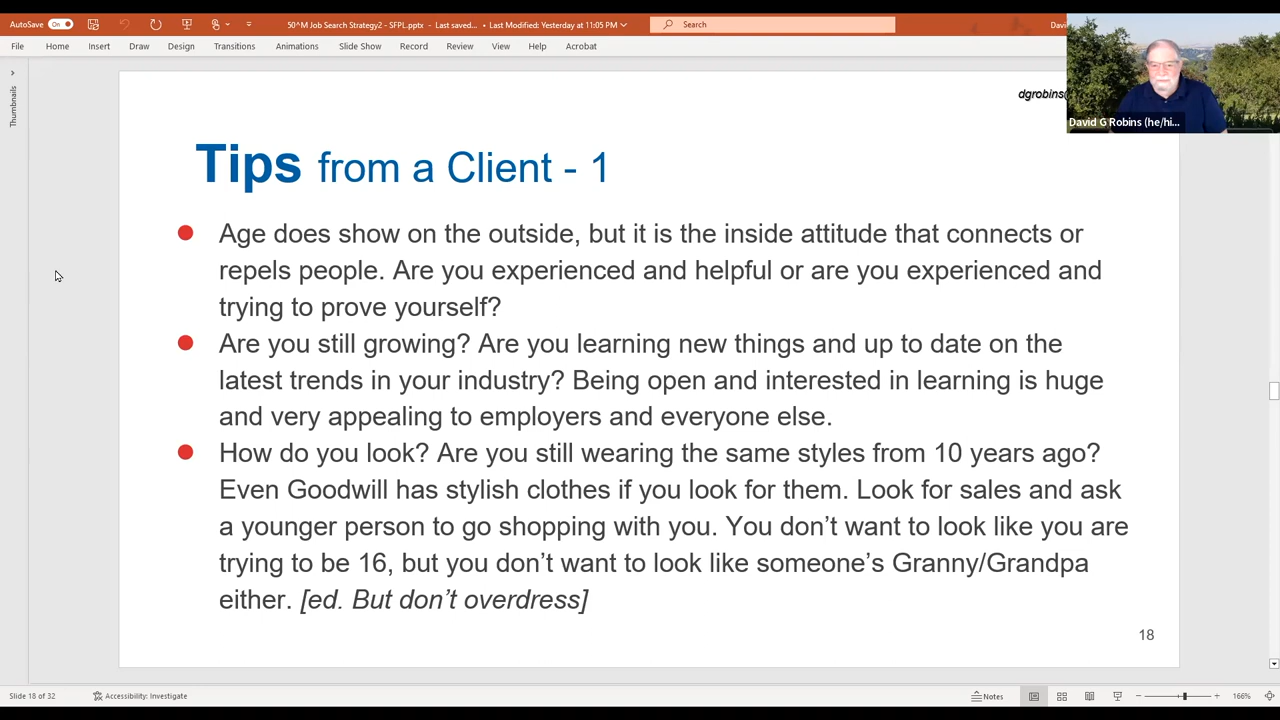 AutoSave On 50^M Job Search Strategy2 - SFPL.pptx - Last saved... • Last Modified: Yesterday at 11:05 PM Search
File Home Insert Draw Design Transitions Animations Slide Show Record Review View Help Acrobat
Thumbnails
dgrobins@
David G Robins (he/hi...
Tips from a Client - 1
Age does show on the outside, but it is the inside attitude that connects or
repels people. Are you experienced and helpful or are you experienced and
trying to prove yourself?
Are you still growing? Are you learning new things and up to date on the
latest trends in your industry? Being open and interested in learning is huge
and very appealing to employers and everyone else.
How do you look? Are you still wearing the same styles from 10 years ago?
Even Goodwill has stylish clothes if you look for them. Look for sales and ask
a younger person to go shopping with you. You don’t want to look like you are
trying to be 16, but you don’t want to look like someone’s Granny/Grandpa
either. [ed. But don’t overdress]
18
Slide 18 of 32 Accessibility: Investigate Notes 166%